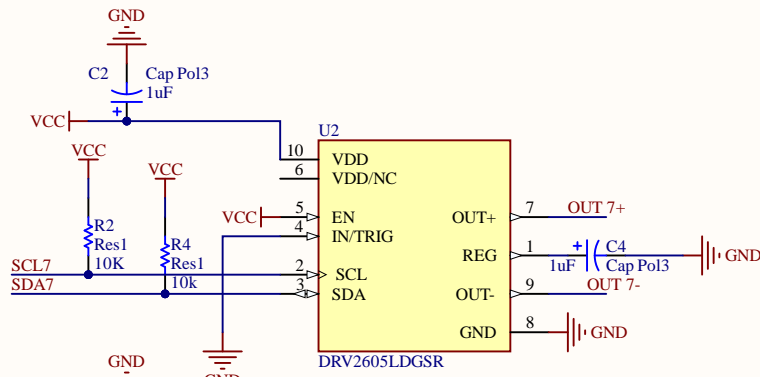 GND
C2
Cap Pol3
1uF
VCC
VCC
VCC
R2
Res1
10K
R4
Res1
10k
SCL7
SDA7
U2
10
VDD
6
VDD/NC
5
EN
VCC
4
IN/TRIG
2
SCL
3
SDA
OUT+
7
OUT 7+
REG
1
1uF
C4
Cap Pol3
GND
OUT-
9
OUT 7-
GND
8
GND
DRV2605LDGSR
GND
GND